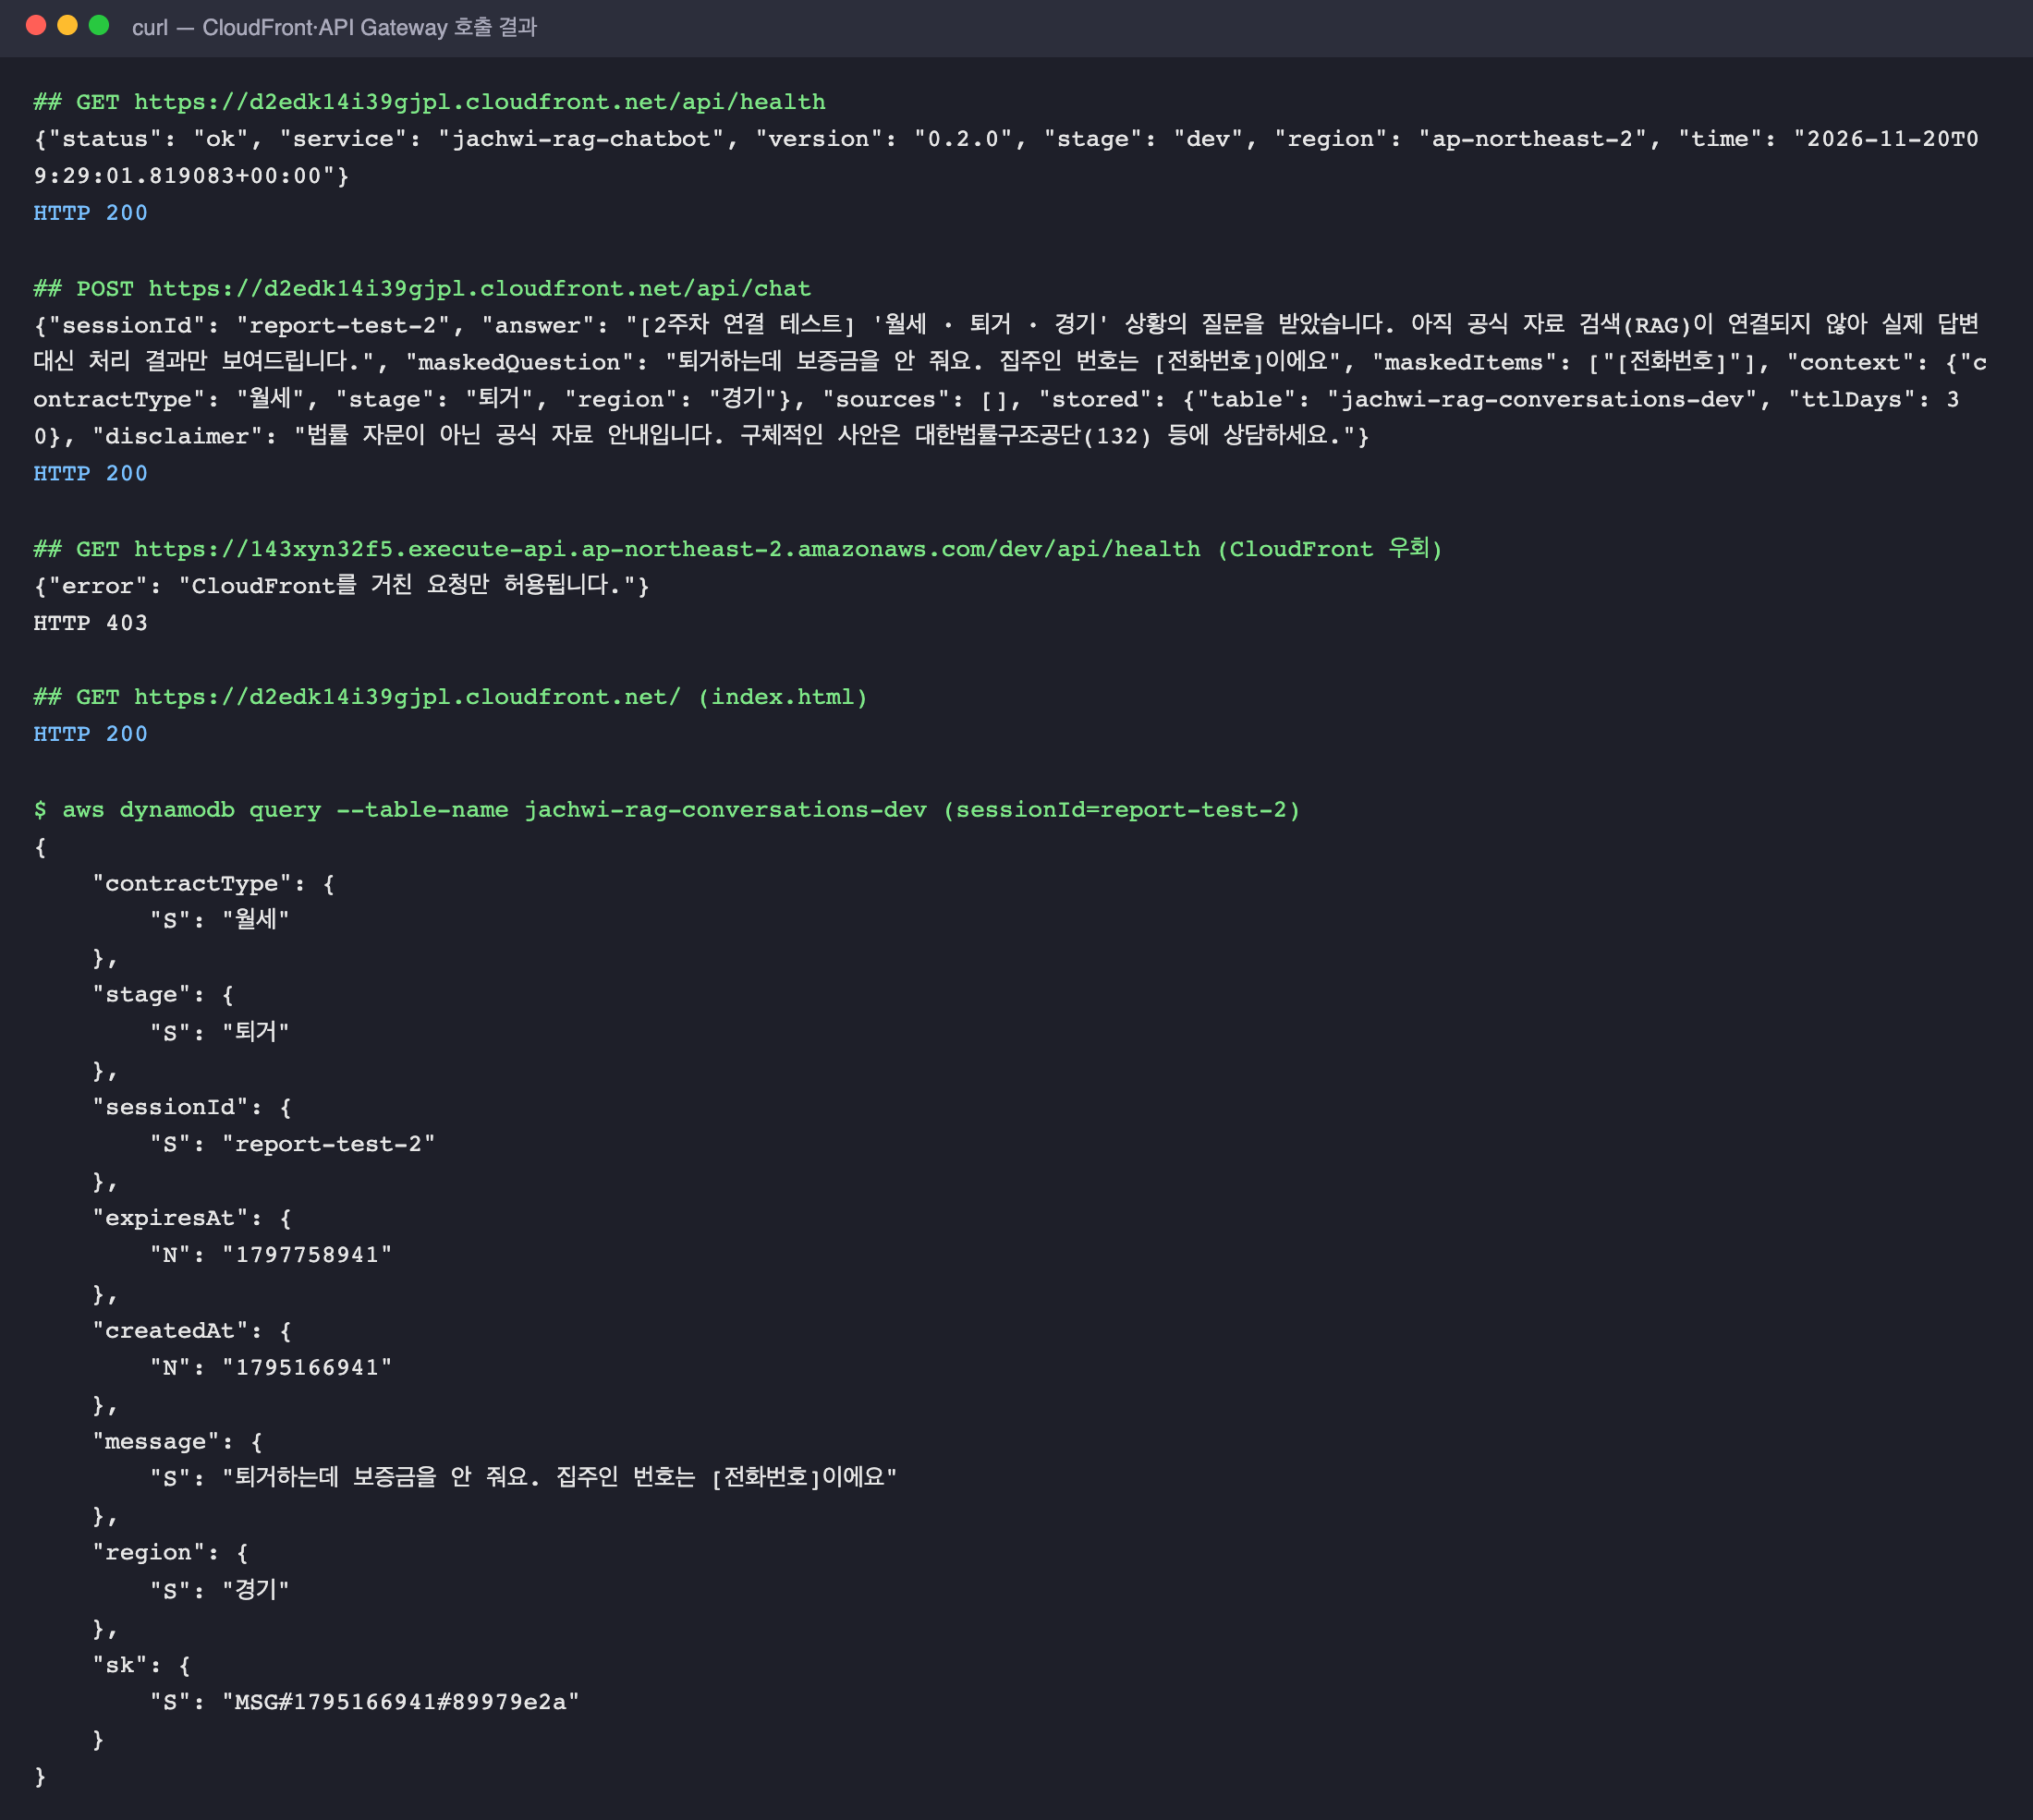 curl — CloudFront·API Gateway 호출 결과
## GET https://d2edk14i39gjpl.cloudfront.net/api/health
{"status": "ok", "service": "jachwi-rag-chatbot", "version": "0.2.0", "stage": "dev", "region": "ap-northeast-2", "time": "2026-11-20T0
9:29:01.819083+00:00"}
HTTP 200
## POST https://d2edk14i39gjpl.cloudfront.net/api/chat
{"sessionId": "report-test-2", "answer": "[2주차 연결 테스트] '월세 · 퇴거 · 경기' 상황의 질문을 받았습니다. 아직 공식 자료 검색(RAG)이 연결되지 않아 실제 답변
대신 처리 결과만 보여드립니다.", "maskedQuestion": "퇴거하는데 보증금을 안 줘요. 집주인 번호는 [전화번호]이에요", "maskedItems": ["[전화번호]"], "context": {"c
ontractType": "월세", "stage": "퇴거", "region": "경기"}, "sources": [], "stored": {"table": "jachwi-rag-conversations-dev", "ttlDays": 3
0}, "disclaimer": "법률 자문이 아닌 공식 자료 안내입니다. 구체적인 사안은 대한법률구조공단(132) 등에 상담하세요."}
HTTP 200
## GET https://143xyn32f5.execute-api.ap-northeast-2.amazonaws.com/dev/api/health (CloudFront 우회)
{"error": "CloudFront를 거친 요청만 허용됩니다."}
HTTP 403
## GET https://d2edk14i39gjpl.cloudfront.net/ (index.html)
HTTP 200
$ aws dynamodb query --table-name jachwi-rag-conversations-dev (sessionId=report-test-2)
{
    "contractType": {
        "S": "월세"
    },
    "stage": {
        "S": "퇴거"
    },
    "sessionId": {
        "S": "report-test-2"
    },
    "expiresAt": {
        "N": "1797758941"
    },
    "createdAt": {
        "N": "1795166941"
    },
    "message": {
        "S": "퇴거하는데 보증금을 안 줘요. 집주인 번호는 [전화번호]이에요"
    },
    "region": {
        "S": "경기"
    },
    "sk": {
        "S": "MSG#1795166941#89979e2a"
    }
}